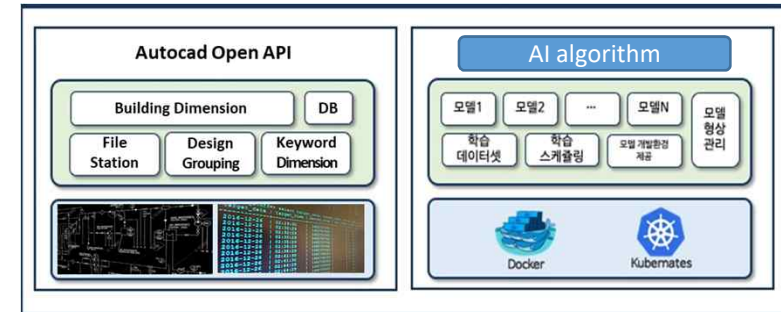 Autocad Open API
Building Dimension
DB
File
Station
Design
Grouping
Keyword
Dimension
AI algorithm
모델1
모델2
...
모델N
모델
형상
관리
학습
데이터셋
학습
스케쥴링
모델 개발환경
제공
Docker
Kubernates